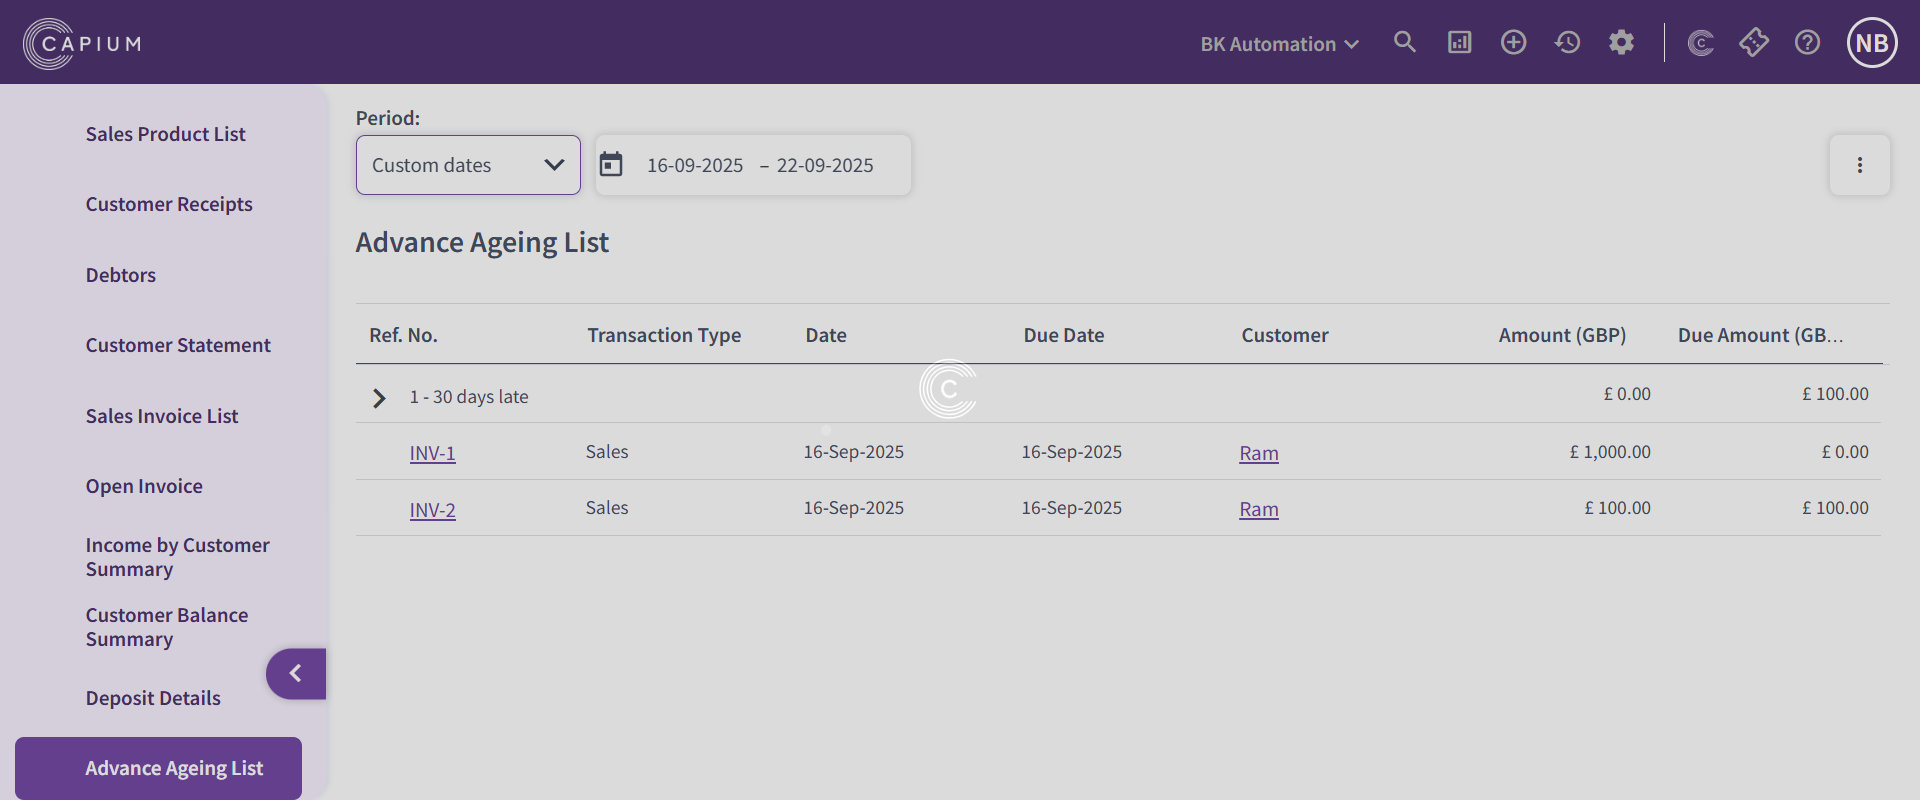 CAPIUM
BK Automation
NB
Sales Product List
Customer Receipts
Debtors
Customer Statement
Sales Invoice List
Open Invoice
Income by Customer
Summary
Customer Balance
Summary
Deposit Details
Advance Ageing List
Period:
Custom dates
16-09-2025 – 22-09-2025
Advance Ageing List
Ref. No. Transaction Type Date Due Date Customer Amount (GBP) Due Amount (GB...
1 - 30 days late £ 0.00 £ 100.00
INV-1 Sales 16-Sep-2025 16-Sep-2025 Ram £ 1,000.00 £ 0.00
INV-2 Sales 16-Sep-2025 16-Sep-2025 Ram £ 100.00 £ 100.00
C